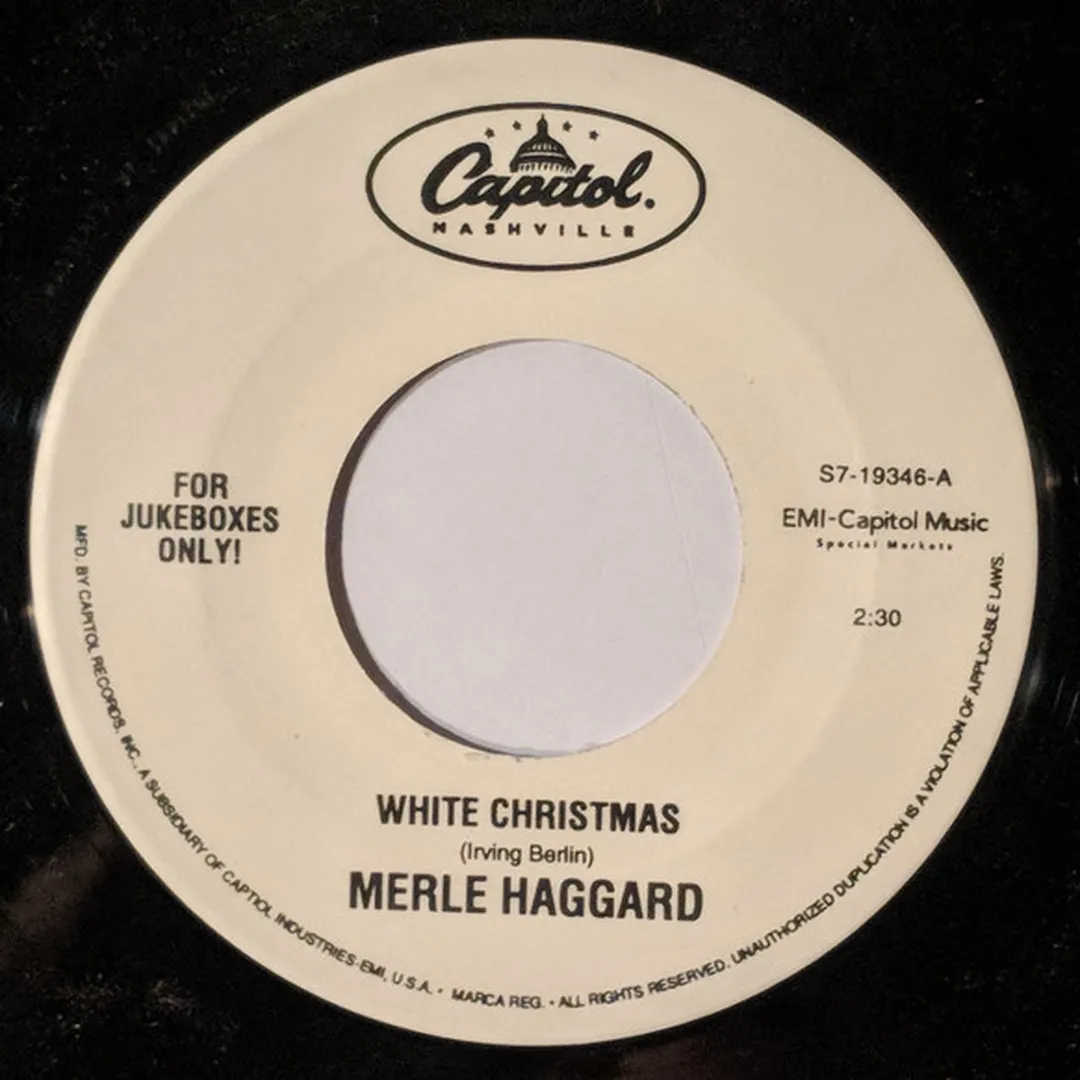 Capitol.
NASHVILLE
FOR
JUKEBOXES
ONLY!
S7-19346-A
EMI-Capitol Music
Special Markets
2:30
WHITE CHRISTMAS
(Irving Berlin)
MERLE HAGGARD
MFD. BY CAPITOL RECORDS, INC., A SUBSIDIARY OF CAPTIOL INDUSTRIES-EMI, U.S.A. • MARCA REG. • ALL RIGHTS RESERVED. UNAUTHORIZED DUPLICATION IS A VIOLATION OF APPLICABLE LAWS.